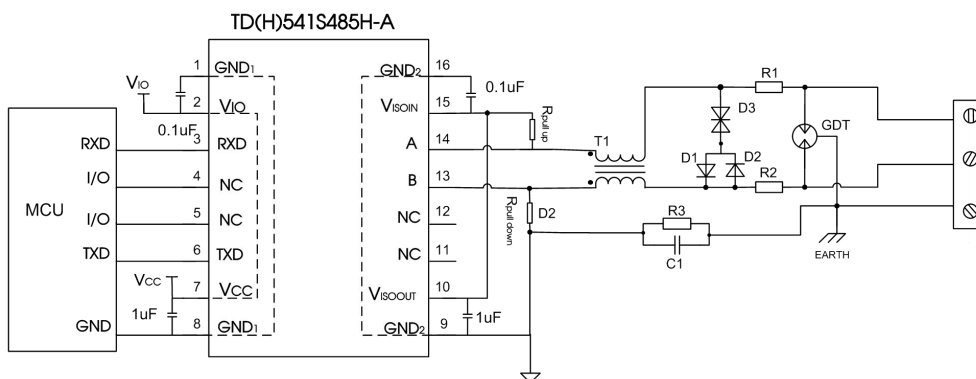 TD(H)541S485H-A
1 GND1 GND2 16
VIO 0.1uF R1
2 VIO VISOIN 15 Rpull up D3
0.1uF
3 GDT
RXD RXD A 14 T1
I/O 4 NC B 13 D1 D2 R2
MCU I/O 5 NC NC 12 Rpull down D2 R3
TXD 6 TXD NC 11 C1 EARTH
VCC 7 VCC VISOOUT 10
1uF 1uF
GND 8 GND1 GND2 9